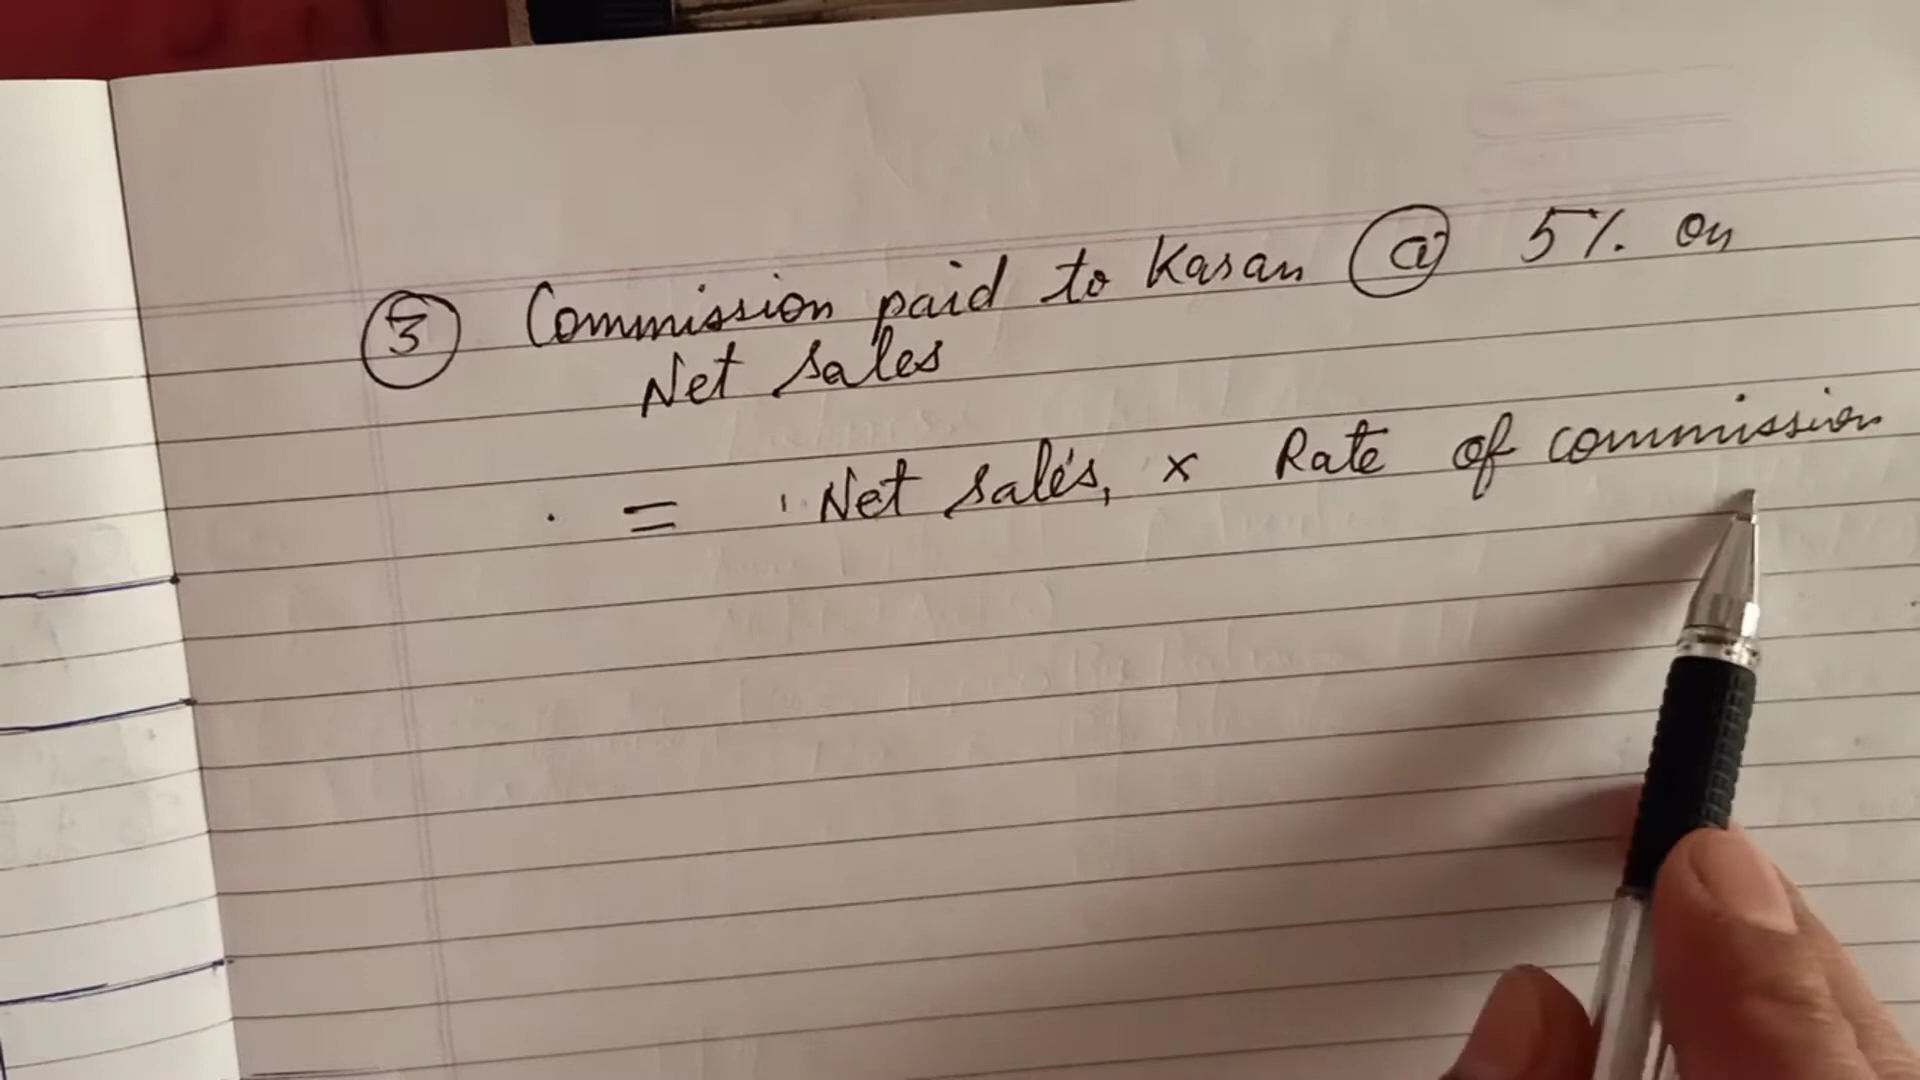 ③ Commission paid to Kasan @ 5% on
Net sales
= Net sales, x Rate of commission